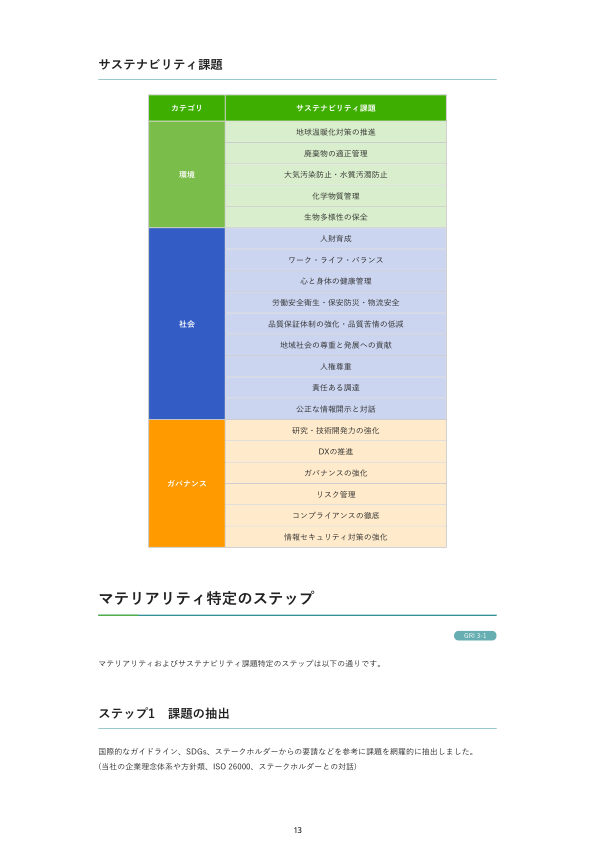 サステナビリティ課題
カテゴリ サステナビリティ課題
環境
地球温暖化対策の推進
廃棄物の適正管理
大気汚染防止・水質汚濁防止
化学物質管理
生物多様性の保全
社会
人財育成
ワーク・ライフ・バランス
心と身体の健康管理
労働安全衛生・保安防災・物流安全
品質保証体制の強化・品質苦情の低減
地域社会の尊重と発展への貢献
人権尊重
責任ある調達
公正な情報開示と対話
ガバナンス
研究・技術開発力の強化
DXの推進
ガバナンスの強化
リスク管理
コンプライアンスの徹底
情報セキュリティ対策の強化
マテリアリティ特定のステップ
GRI 3-1
マテリアリティおよびサステナビリティ課題特定のステップは以下の通りです。
ステップ1 課題の抽出
国際的なガイドライン、SDGs、ステークホルダーからの要請などを参考に課題を網羅的に抽出しました。
(当社の企業理念体系や方針類、ISO 26000、ステークホルダーとの対話)
13